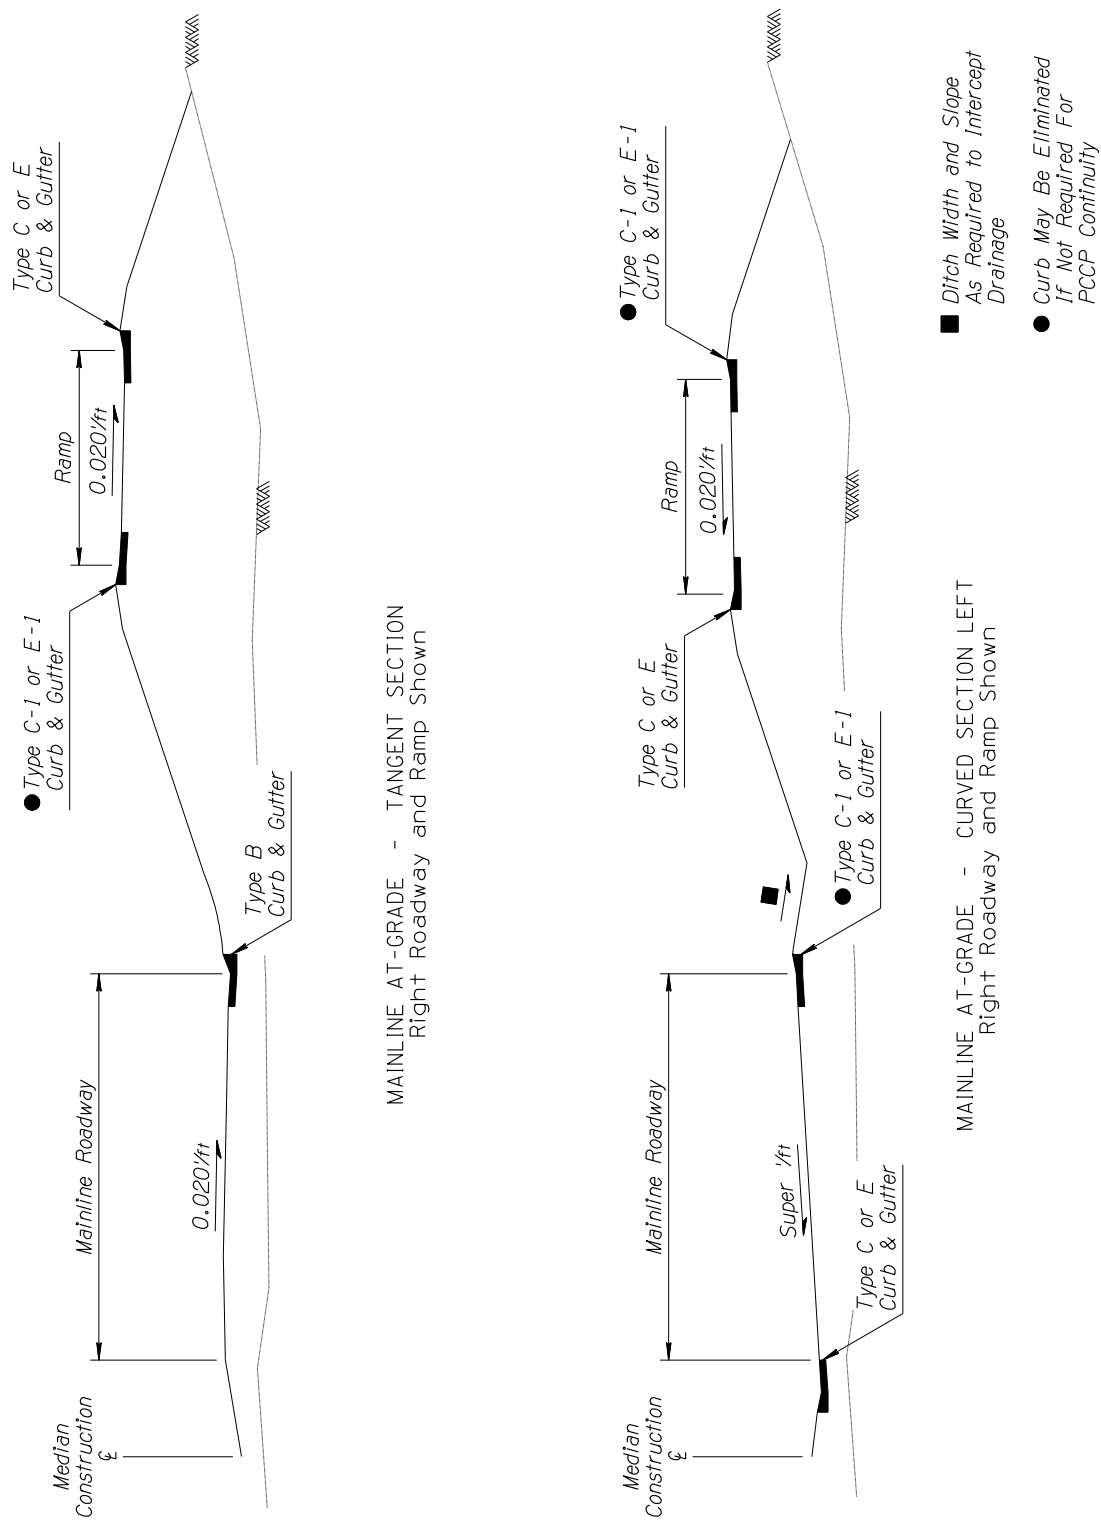 Median
Construction
℄
Mainline Roadway
0.020'/ft
Type B
Curb & Gutter
● Type C-1 or E-1
Curb & Gutter
Ramp
0.020'/ft
Type C or E
Curb & Gutter
MAINLINE AT-GRADE - TANGENT SECTION
Right Roadway and Ramp Shown
Median
Construction
℄
Mainline Roadway
Super '/ft
Type C or E
Curb & Gutter
■
● Type C-1 or E-1
Curb & Gutter
Type C or E
Curb & Gutter
Ramp
0.020'/ft
● Type C-1 or E-1
Curb & Gutter
MAINLINE AT-GRADE - CURVED SECTION LEFT
Right Roadway and Ramp Shown
■ Ditch Width and Slope
As Required to Intercept
Drainage
● Curb May Be Eliminated
If Not Required For
PCCP Continuity